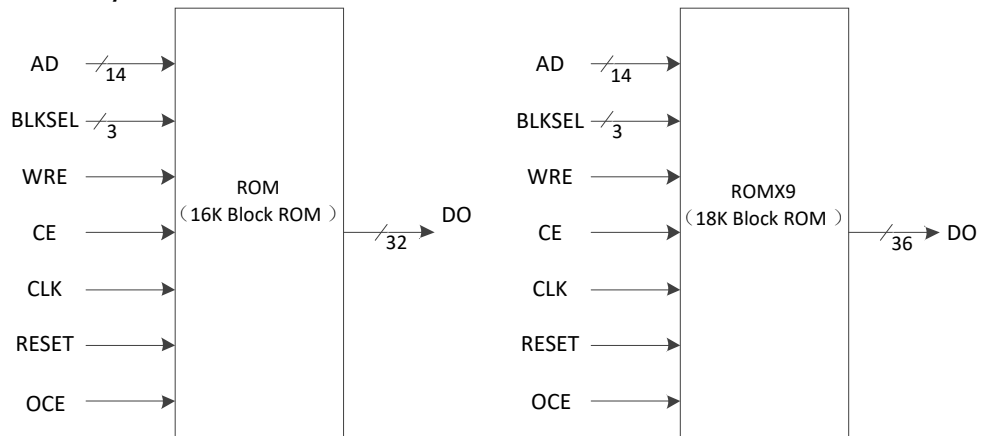 AD
14
BLKSEL
3
WRE
CE
CLK
RESET
OCE
ROM
（16K Block ROM ）
DO
32
AD
14
BLKSEL
3
WRE
CE
CLK
RESET
OCE
ROMX9
（18K Block ROM ）
DO
36